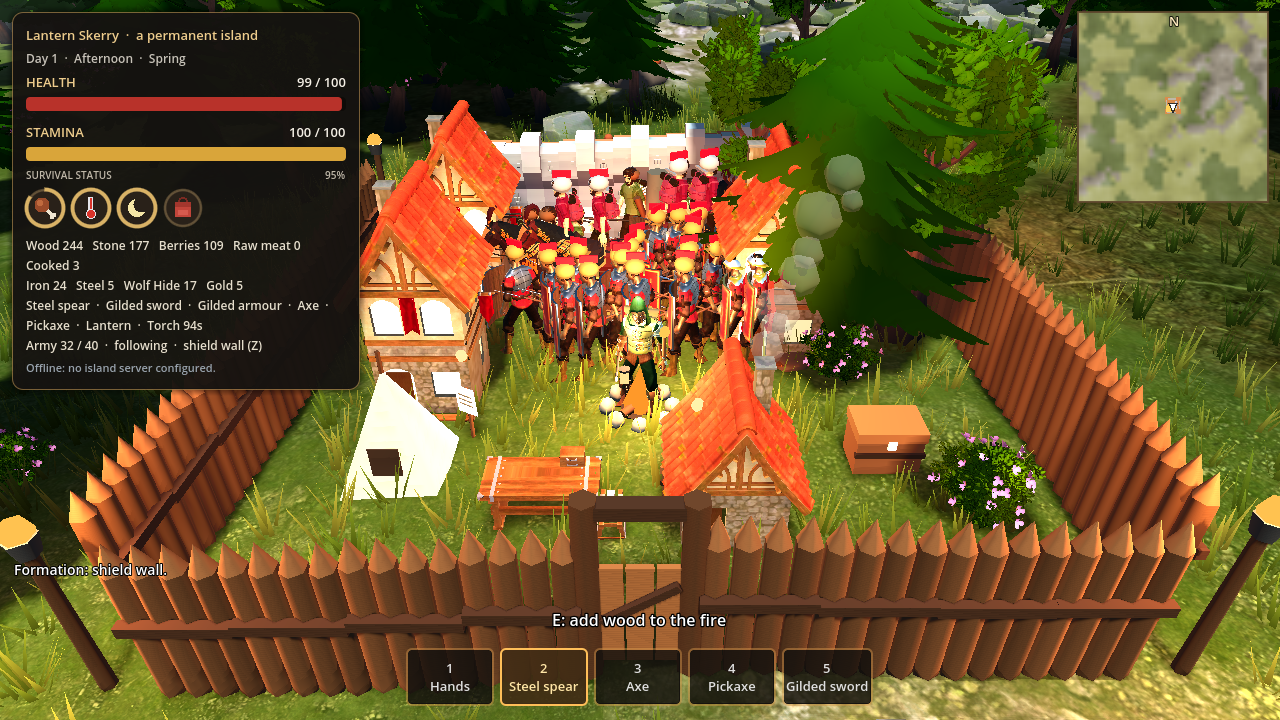 Lantern Skerry · a permanent island
Day 1 · Afternoon · Spring
HEALTH 99 / 100
STAMINA 100 / 100
SURVIVAL STATUS 95%
Wood 244 Stone 177 Berries 109 Raw meat 0
Cooked 3
Iron 24 Steel 5 Wolf Hide 17 Gold 5
Steel spear · Gilded sword · Gilded armour · Axe ·
Pickaxe · Lantern · Torch 94s
Army 32 / 40 · following · shield wall (Z)
Offline: no island server configured.
N
Formation: shield wall.
E: add wood to the fire
1 2 3 4 5
Hands Steel spear Axe Pickaxe Gilded sword